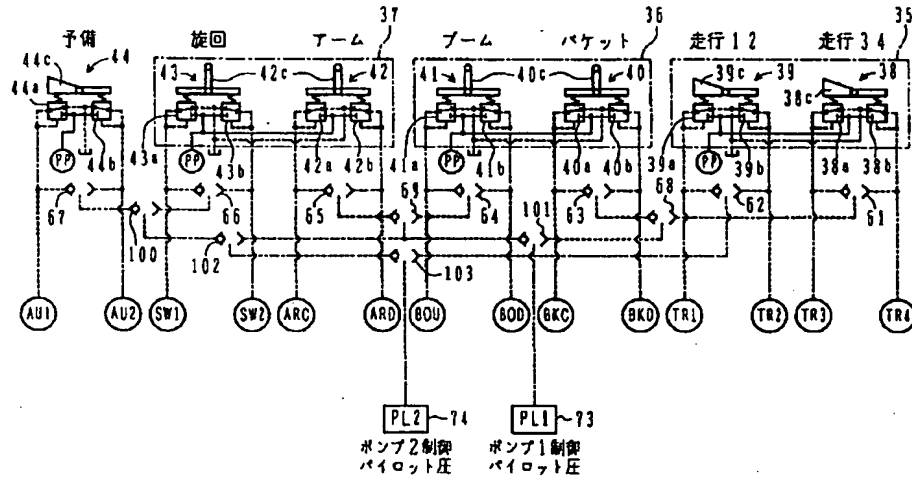 37
36
35
予備
旋回
アーム
ブーム
バケット
走行12
走行34
44c
44
43
42c
42
41
40c
40
39c
39
38c
38
44a
44b
43a
43b
42a
42b
41a
41b
40a
40b
39a
39b
38a
38b
PP
PP
PP
PP
67
66
65
69
64
63
101
68
62
61
100
102
103
AU1
AU2
SW1
SW2
ARC
ARD
BOU
BOD
BKC
BKD
TR1
TR2
TR3
TR4
PL2
74
PL1
73
ポンプ2制御
パイロット圧
ポンプ1制御
パイロット圧